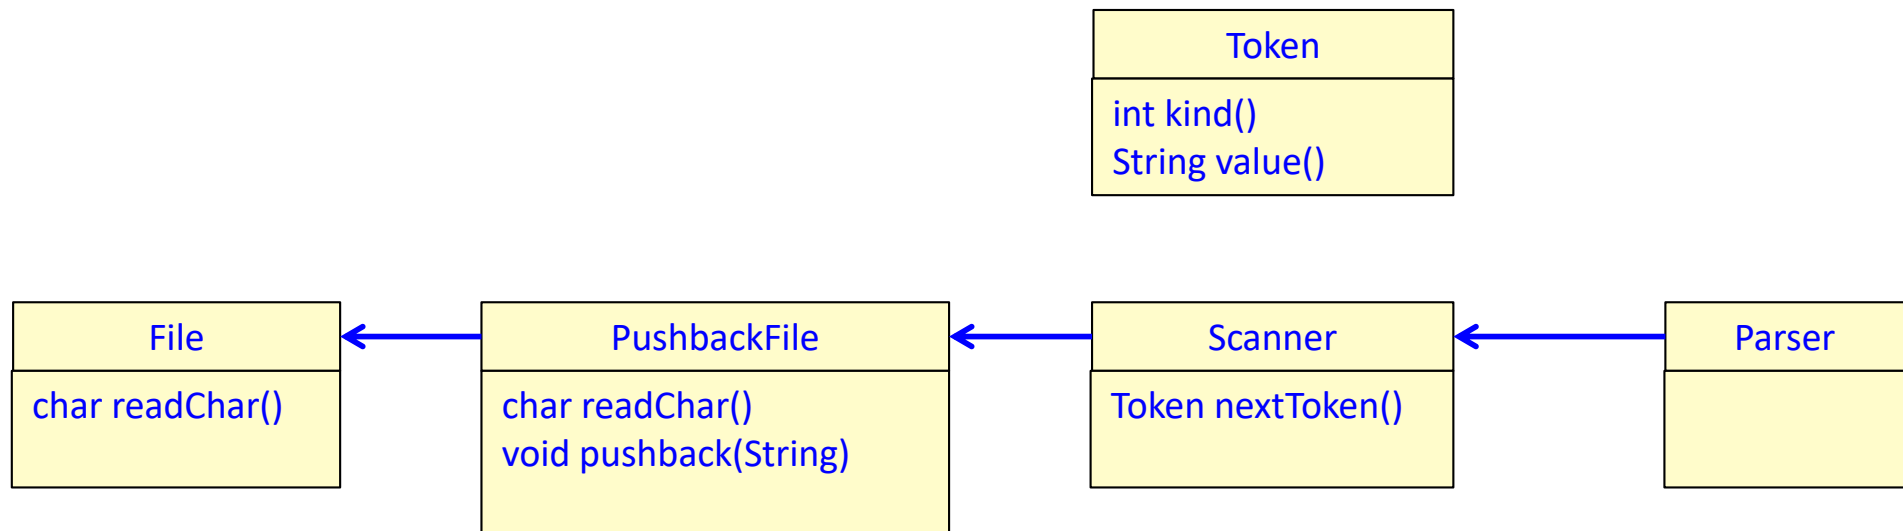 Token
int kind()
String value()
File
char readChar()
PushbackFile
char readChar()
void pushback(String)
Scanner
Token nextToken()
Parser